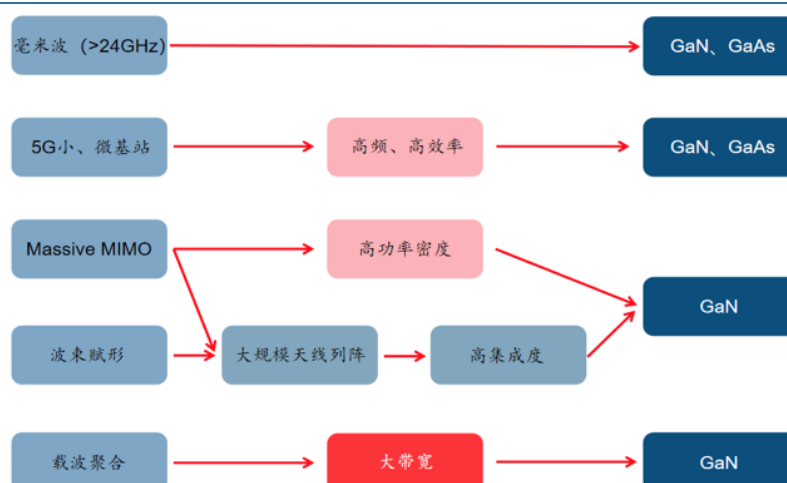 毫米波（>24GHz）
GaN、GaAs
5G小、微基站
高频、高效率
GaN、GaAs
Massive MIMO
高功率密度
GaN
波束赋形
大规模天线列阵
高集成度
载波聚合
大带宽
GaN